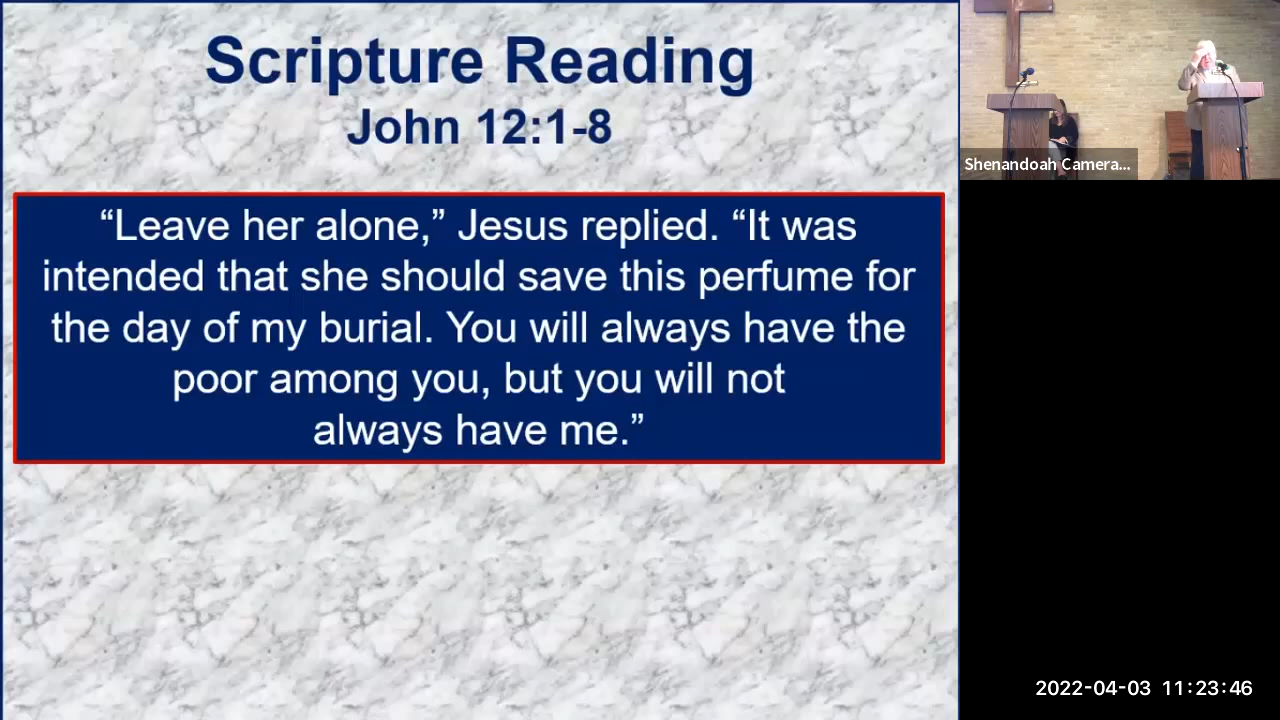 Scripture Reading
John 12:1-8
“Leave her alone,” Jesus replied. “It was
intended that she should save this perfume for
the day of my burial. You will always have the
poor among you, but you will not
always have me.”
Shenandoah Camera...
2022-04-03 11:23:46